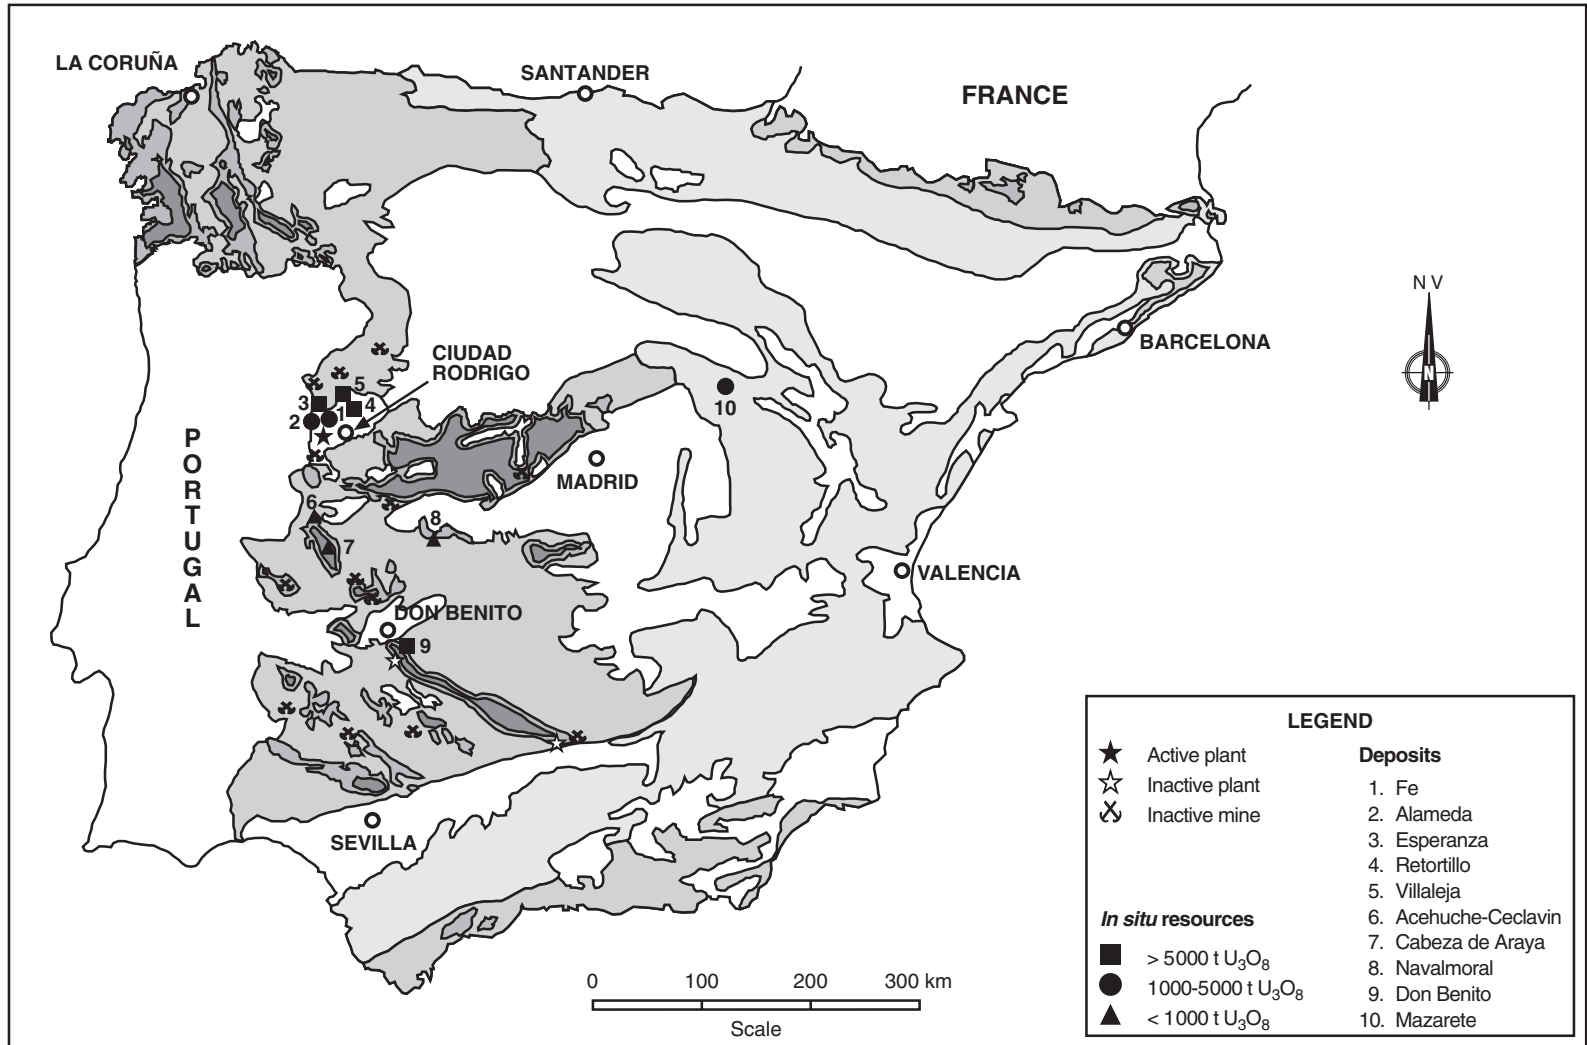 LA CORUÑA
SANTANDER
FRANCE
N V
N
BARCELONA
CIUDAD
RODRIGO
5
3
4
1
2
10
MADRID
PORTUGAL
6
8
7
VALENCIA
DON BENITO
9
SEVILLA
0 100 200 300 km
Scale
LEGEND
Active plant
Inactive plant
Inactive mine
In situ resources
> 5000 t U₃O₈
1000-5000 t U₃O₈
< 1000 t U₃O₈
Deposits
1. Fe
2. Alameda
3. Esperanza
4. Retortillo
5. Villaleja
6. Acehuche-Ceclavin
7. Cabeza de Araya
8. Navalmoral
9. Don Benito
10. Mazarete